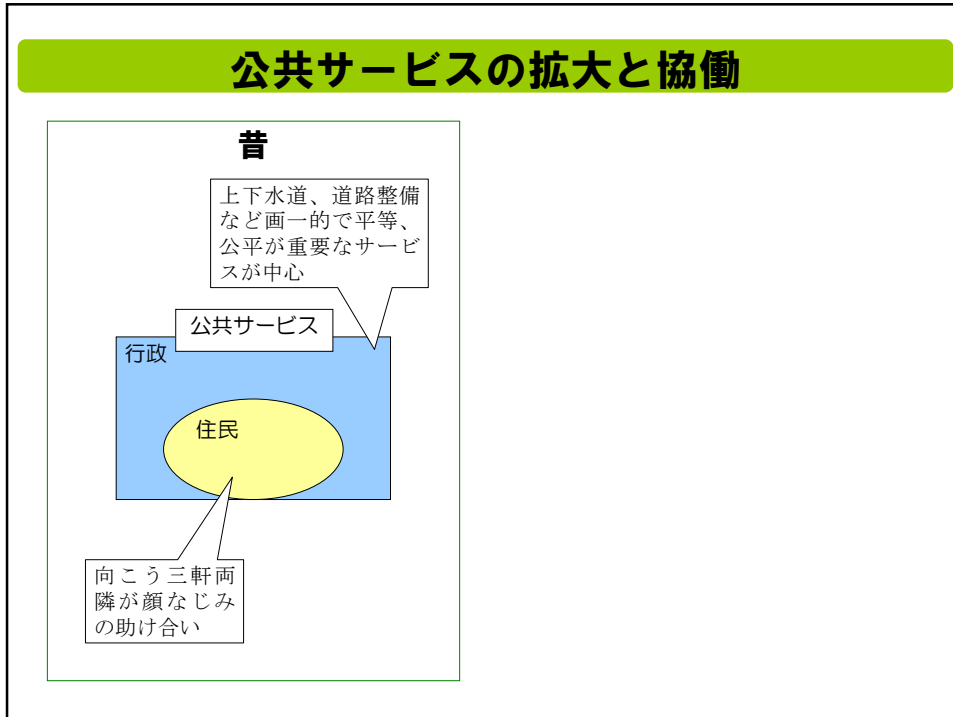 公共サービスの拡大と協働
昔
上下水道、道路整備
など画一的で平等、
公平が重要なサービ
スが中心
公共サービス
行政
住民
向こう三軒両
隣が顔なじみ
の助け合い